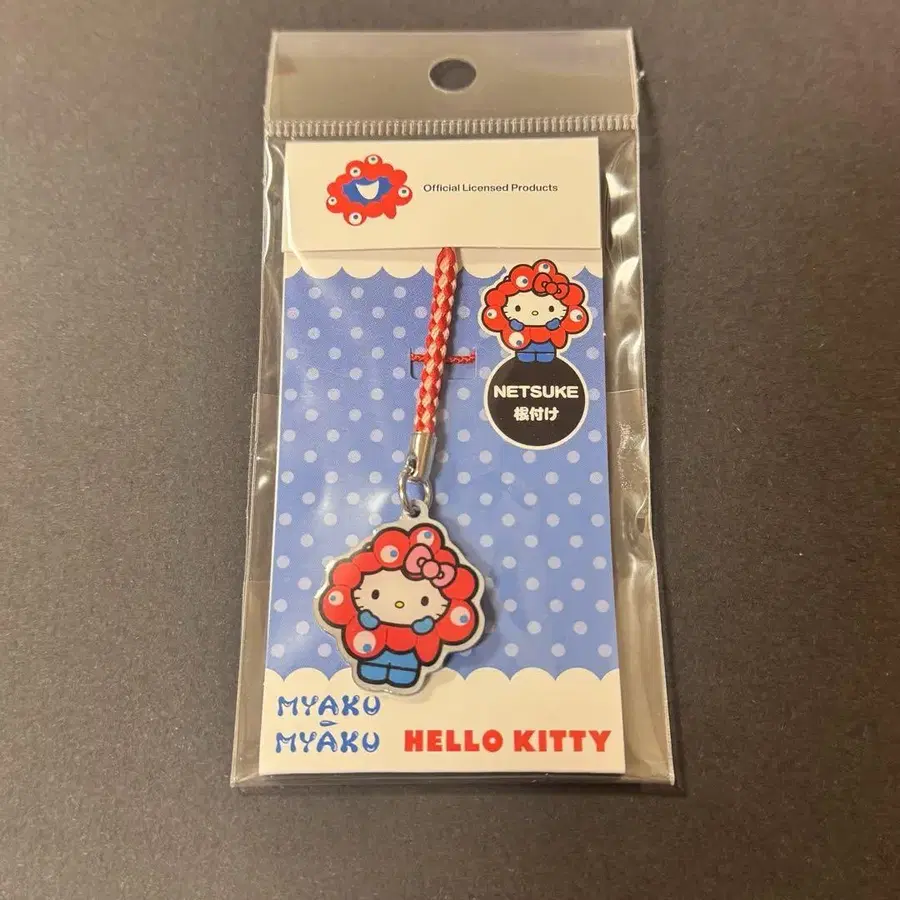 Official Licensed Products
NETSUKE
根付け
MYAKU
MYAKU
HELLO KITTY